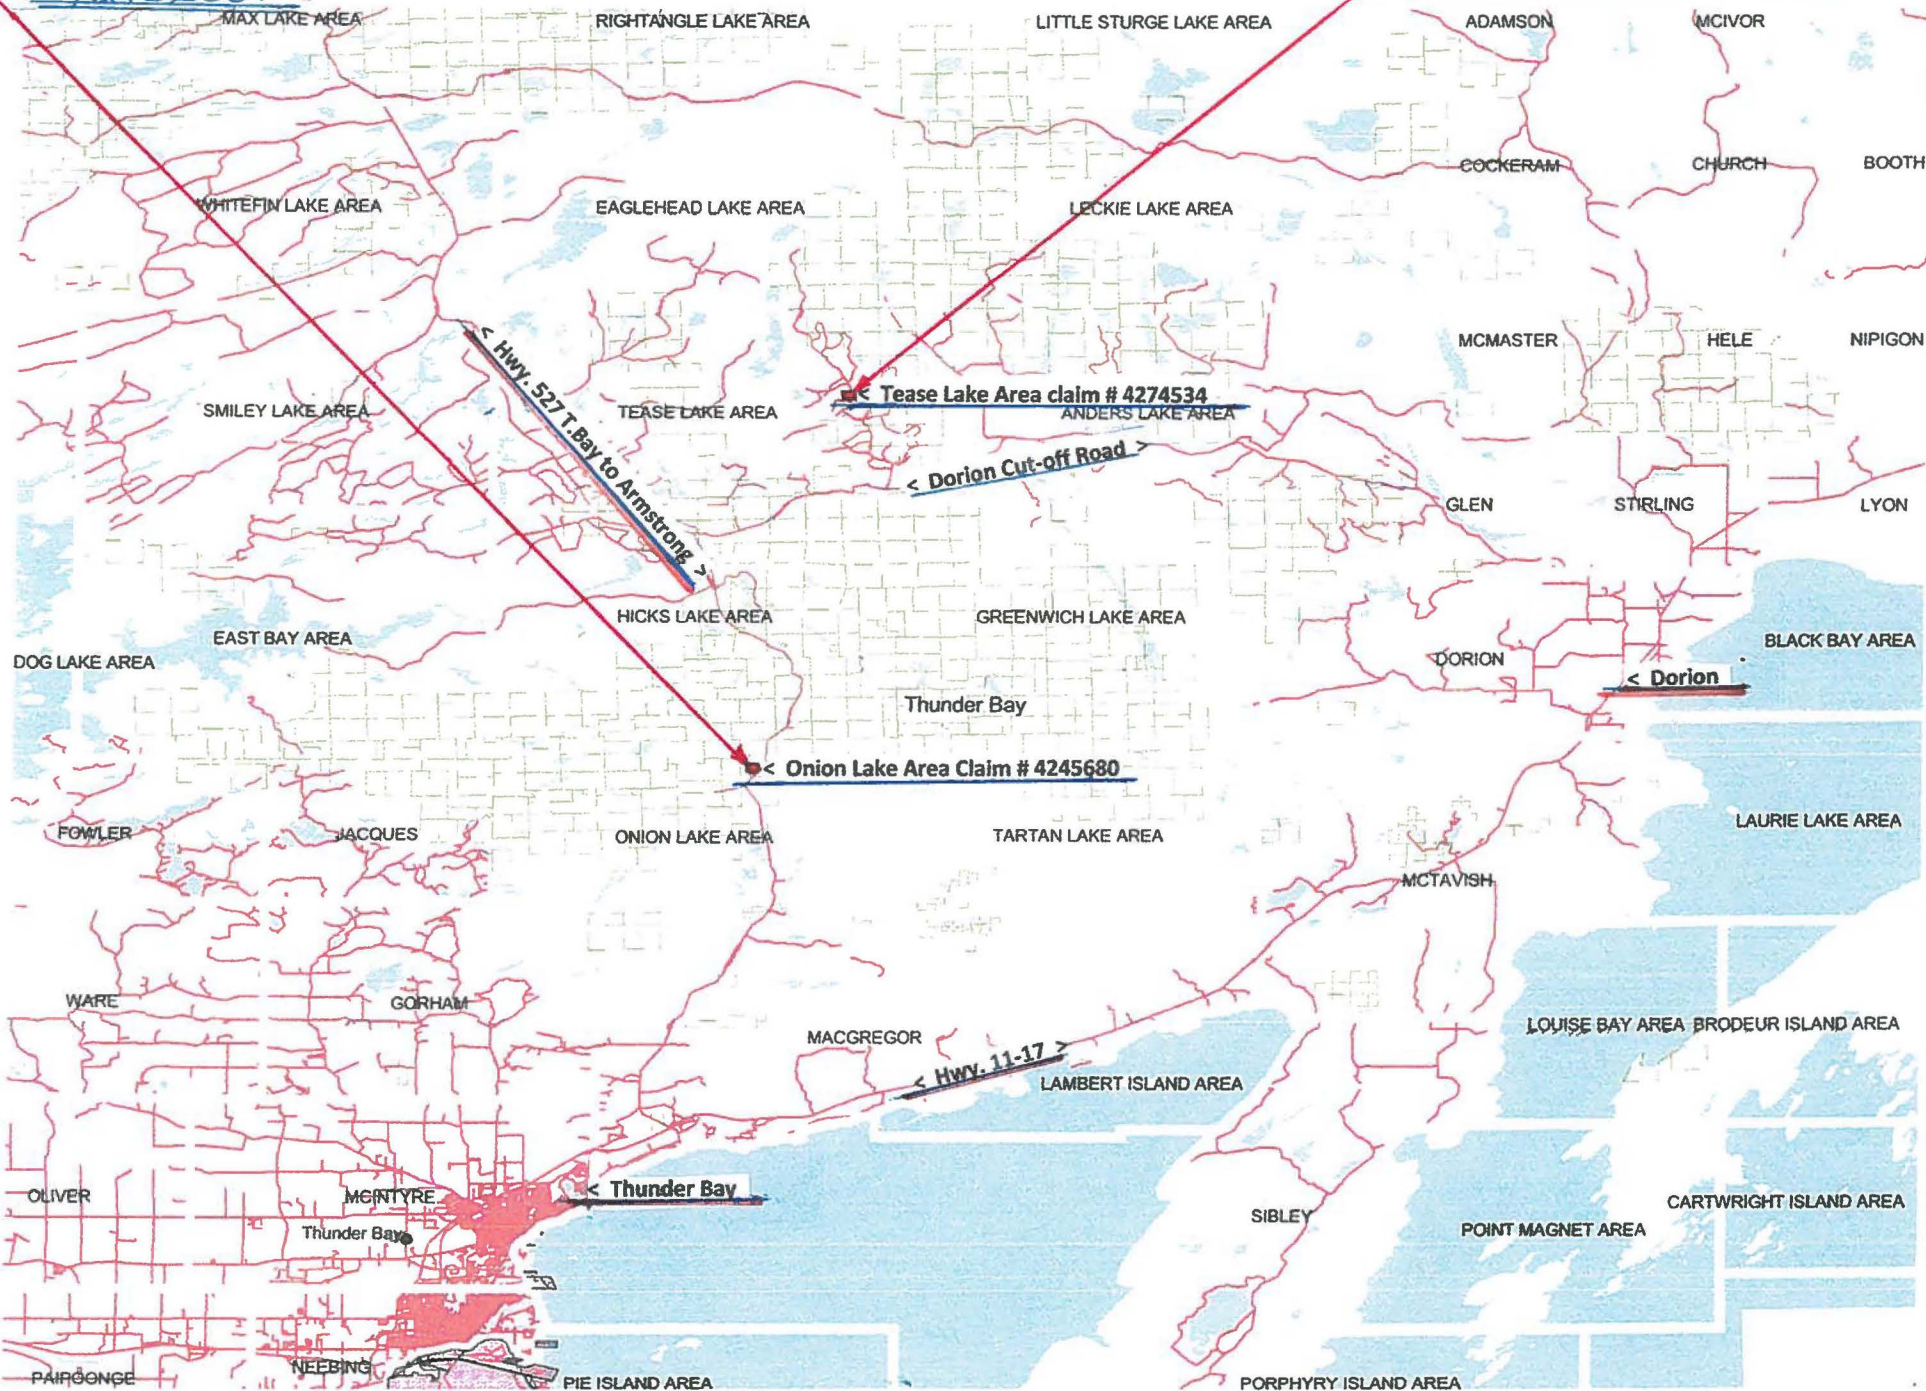 MAX LAKE AREA
RIGHTANGLE LAKE AREA
LITTLE STURGE LAKE AREA
ADAMSON
MCIVOR
COCKERAM
CHURCH
BOOTH
WHITEFIN LAKE AREA
EAGLEHEAD LAKE AREA
LECKIE LAKE AREA
< Hwy. 527 T.Bay to Armstrong >
MCMASTER
HELE
NIPIGON
< Tease Lake Area claim # 4274534
SMILEY LAKE AREA
TEASE LAKE AREA
ANDERS LAKE AREA
< Dorion Cut-off Road >
GLEN
STIRLING
LYON
HICKS LAKE AREA
GREENWICH LAKE AREA
EAST BAY AREA
BLACK BAY AREA
DOG LAKE AREA
DORION
< Dorion
Thunder Bay
< Onion Lake Area Claim # 4245680
FOWLER
JACQUES
ONION LAKE AREA
TARTAN LAKE AREA
LAURIE LAKE AREA
MCTAVISH
WARE
GORHAM
MACGREGOR
LOUISE BAY AREA
BRODEUR ISLAND AREA
< Hwy. 11-17 >
LAMBERT ISLAND AREA
OLIVER
MCINTYRE
< Thunder Bay
Thunder Bay
SIBLEY
POINT MAGNET AREA
CARTWRIGHT ISLAND AREA
PAIPOONGE
NEEBING
PIE ISLAND AREA
PORPHYRY ISLAND AREA